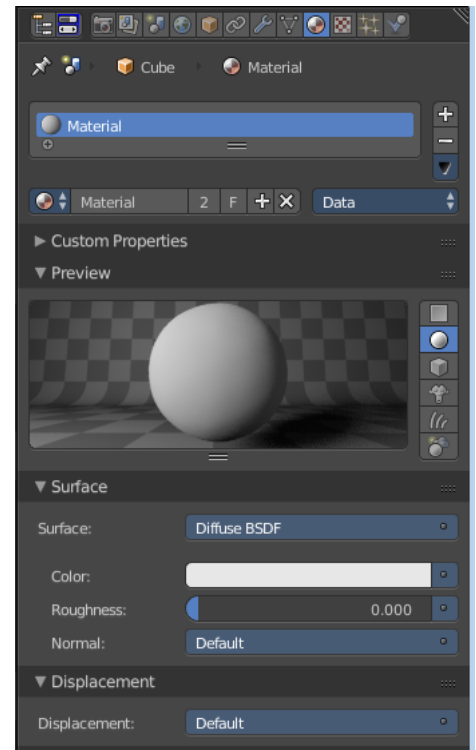 Cube Material
Material
Material 2 F Data
Custom Properties
Preview
Surface
Surface: Diffuse BSDF
Color:
Roughness: 0.000
Normal: Default
Displacement
Displacement: Default